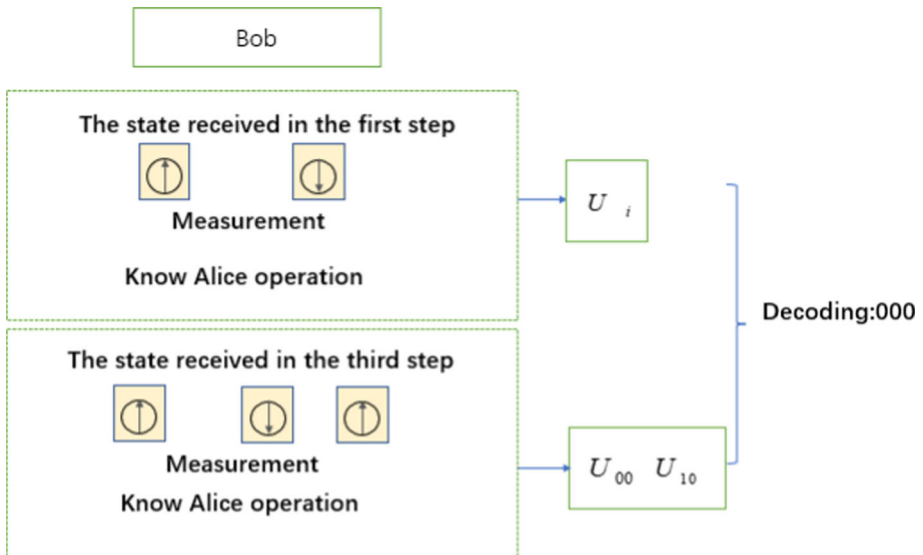 Bob
The state received in the first step
Measurement
Know Alice operation
U i
The state received in the third step
Measurement
Know Alice operation
U 00 U 10
Decoding:000